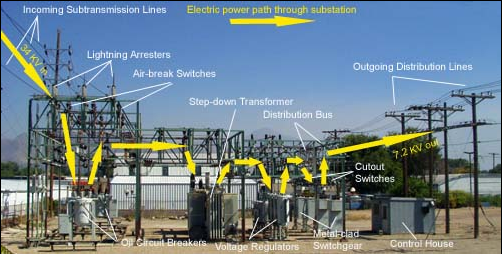 Incoming Subtransmission Lines
Electric power path through substation
34 KV in
Lightning Arresters
Air-break Switches
Outgoing Distribution Lines
Step-down Transformer
Distribution Bus
7.2 KV out
Cutout
Switches
Oil Circuit Breakers
Voltage Regulators
Metal-clad
Switchgear
Control House